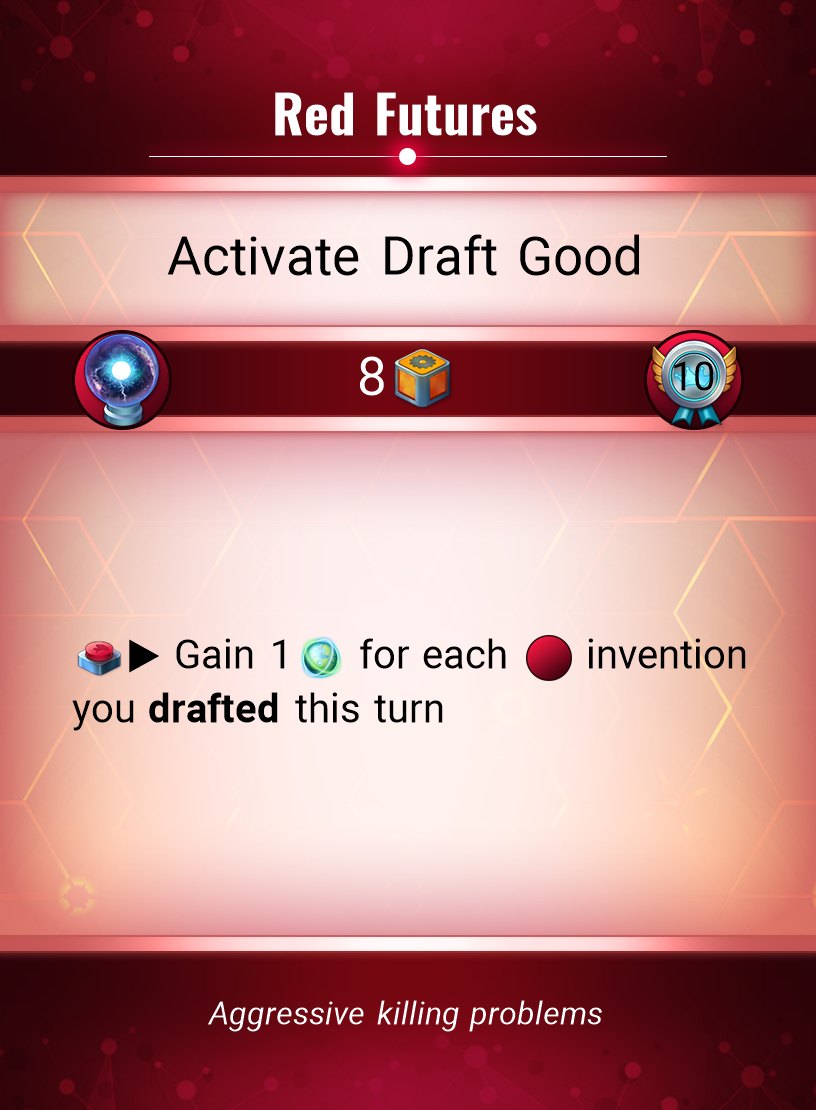 Red Futures
Activate Draft Good
8
10
▶ Gain 1 for each invention
you drafted this turn
Aggressive killing problems